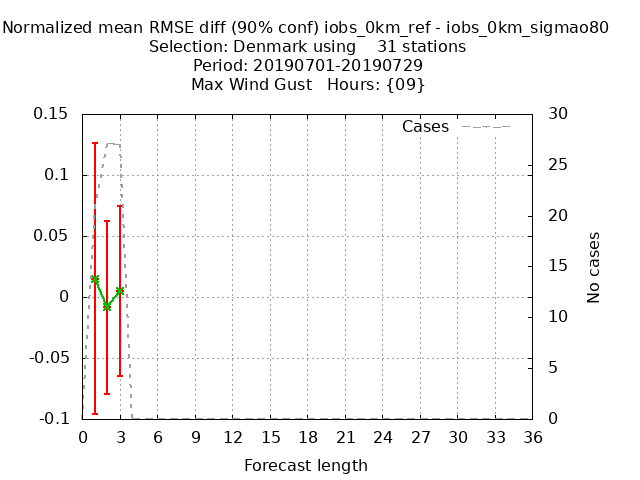 Normalized mean RMSE diff (90% conf) iobs_0km_ref - iobs_0km_sigmao80
Selection: Denmark using 31 stations
Period: 20190701-20190729
Max Wind Gust Hours: {09}
0.15
0.1
0.05
0
-0.05
-0.1
Cases
30
25
20
15
10
5
0
No cases
0 3 6 9 12 15 18 21 24 27 30 33 36
Forecast length